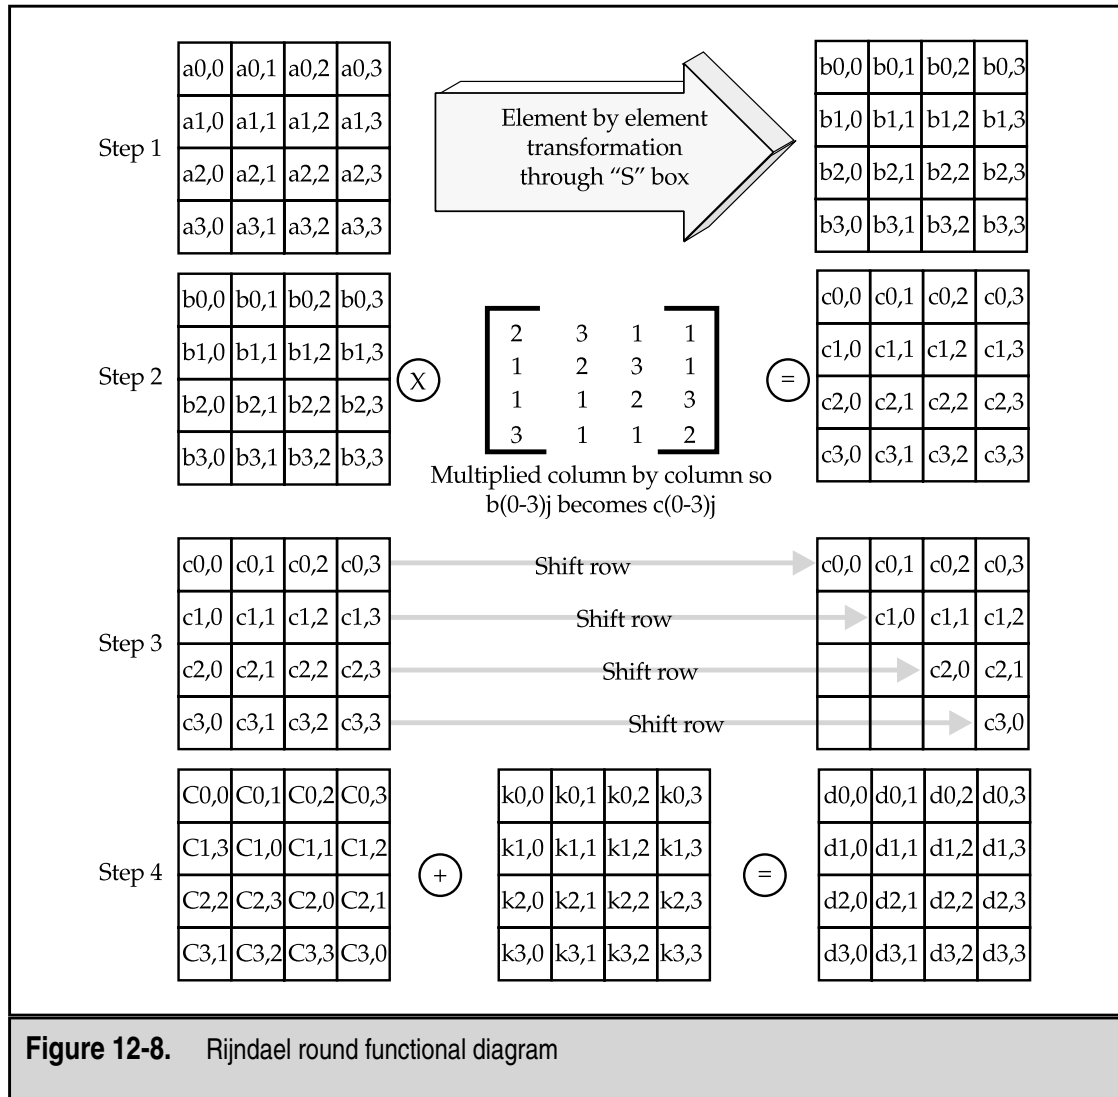 a0,0 a0,1 a0,2 a0,3
a1,0 a1,1 a1,2 a1,3
a2,0 a2,1 a2,2 a2,3
a3,0 a3,1 a3,2 a3,3
Step 1
Element by element
transformation
through “S” box
b0,0 b0,1 b0,2 b0,3
b1,0 b1,1 b1,2 b1,3
b2,0 b2,1 b2,2 b2,3
b3,0 b3,1 b3,2 b3,3
Step 2
b0,0 b0,1 b0,2 b0,3
b1,0 b1,1 b1,2 b1,3
b2,0 b2,1 b2,2 b2,3
b3,0 b3,1 b3,2 b3,3
X
2 3 1 1
1 2 3 1
1 1 2 3
3 1 1 2
Multiplied column by column so
b(0-3)j becomes c(0-3)j
=
c0,0 c0,1 c0,2 c0,3
c1,0 c1,1 c1,2 c1,3
c2,0 c2,1 c2,2 c2,3
c3,0 c3,1 c3,2 c3,3
Step 3
c0,0 c0,1 c0,2 c0,3
c1,0 c1,1 c1,2 c1,3
c2,0 c2,1 c2,2 c2,3
c3,0 c3,1 c3,2 c3,3
Shift row
Shift row
Shift row
Shift row
c0,0 c0,1 c0,2 c0,3
c1,0 c1,1 c1,2
c2,0 c2,1
c3,0
Step 4
C0,0 C0,1 C0,2 C0,3
C1,3 C1,0 C1,1 C1,2
C2,2 C2,3 C2,0 C2,1
C3,1 C3,2 C3,3 C3,0
+
k0,0 k0,1 k0,2 k0,3
k1,0 k1,1 k1,2 k1,3
k2,0 k2,1 k2,2 k2,3
k3,0 k3,1 k3,2 k3,3
=
d0,0 d0,1 d0,2 d0,3
d1,0 d1,1 d1,2 d1,3
d2,0 d2,1 d2,2 d2,3
d3,0 d3,1 d3,2 d3,3
Figure 12-8. Rijndael round functional diagram